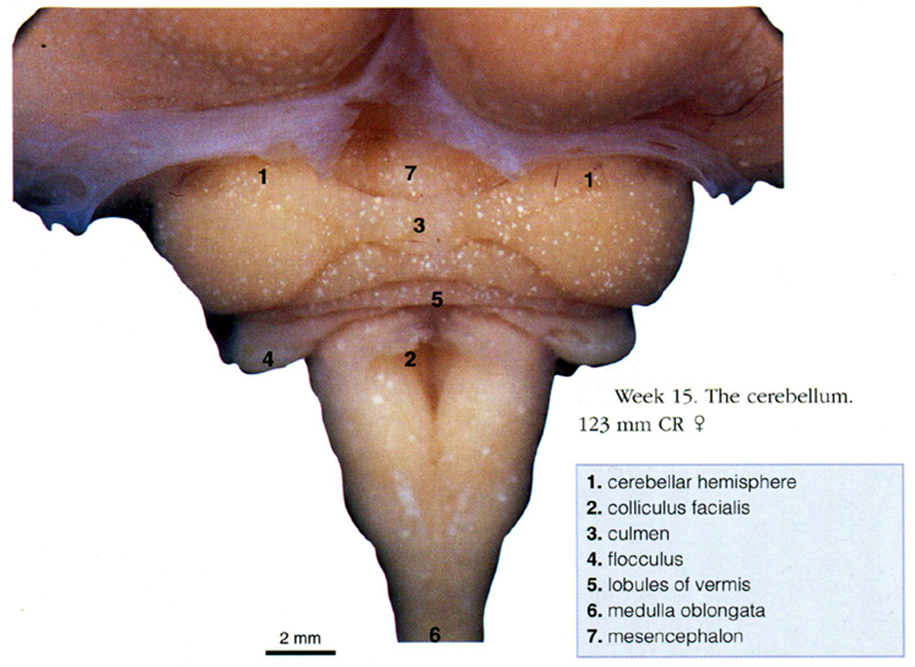 1
7
1
3
5
2
4
6
2 mm
Week 15. The cerebellum.
123 mm CR ♀
1. cerebellar hemisphere
2. colliculus facialis
3. culmen
4. flocculus
5. lobules of vermis
6. medulla oblongata
7. mesencephalon